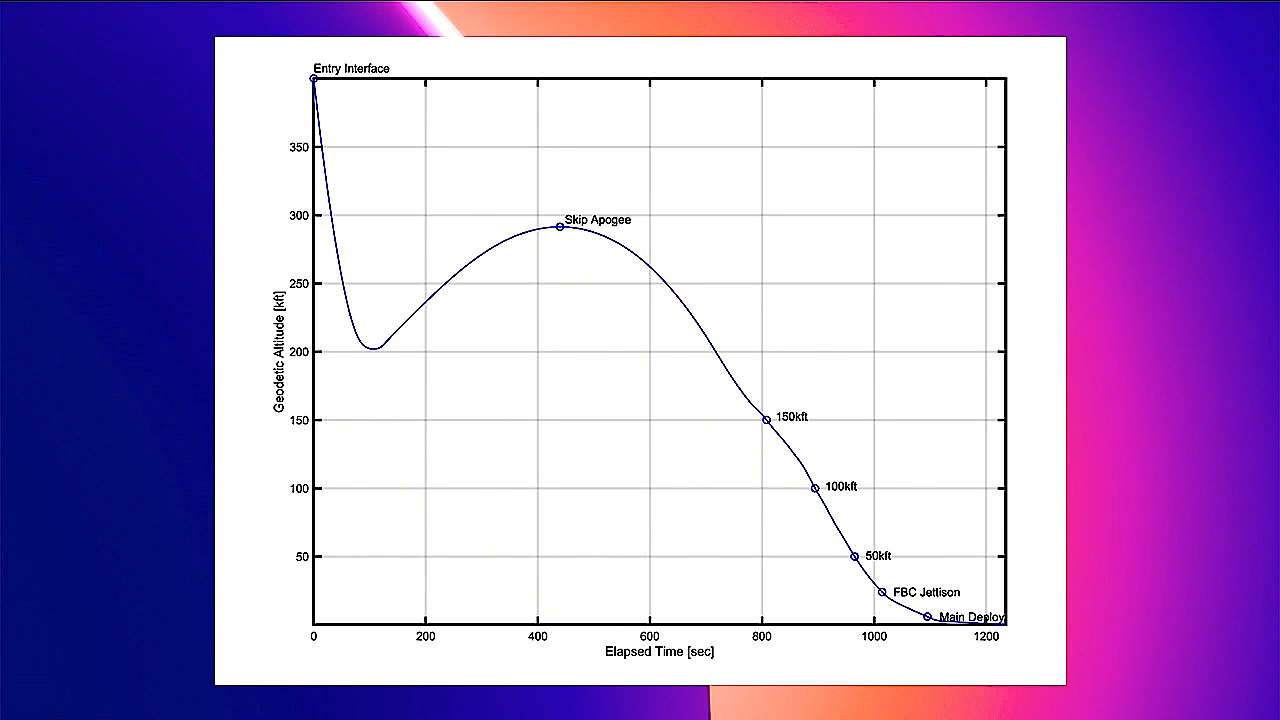 Entry Interface
350
300
Skip Apogee
250
200
Geodetic Altitude [kft]
150
150kft
100
100kft
50
50kft
FBC Jettison
Main Deploy
0 200 400 600 800 1000 1200
Elapsed Time [sec]